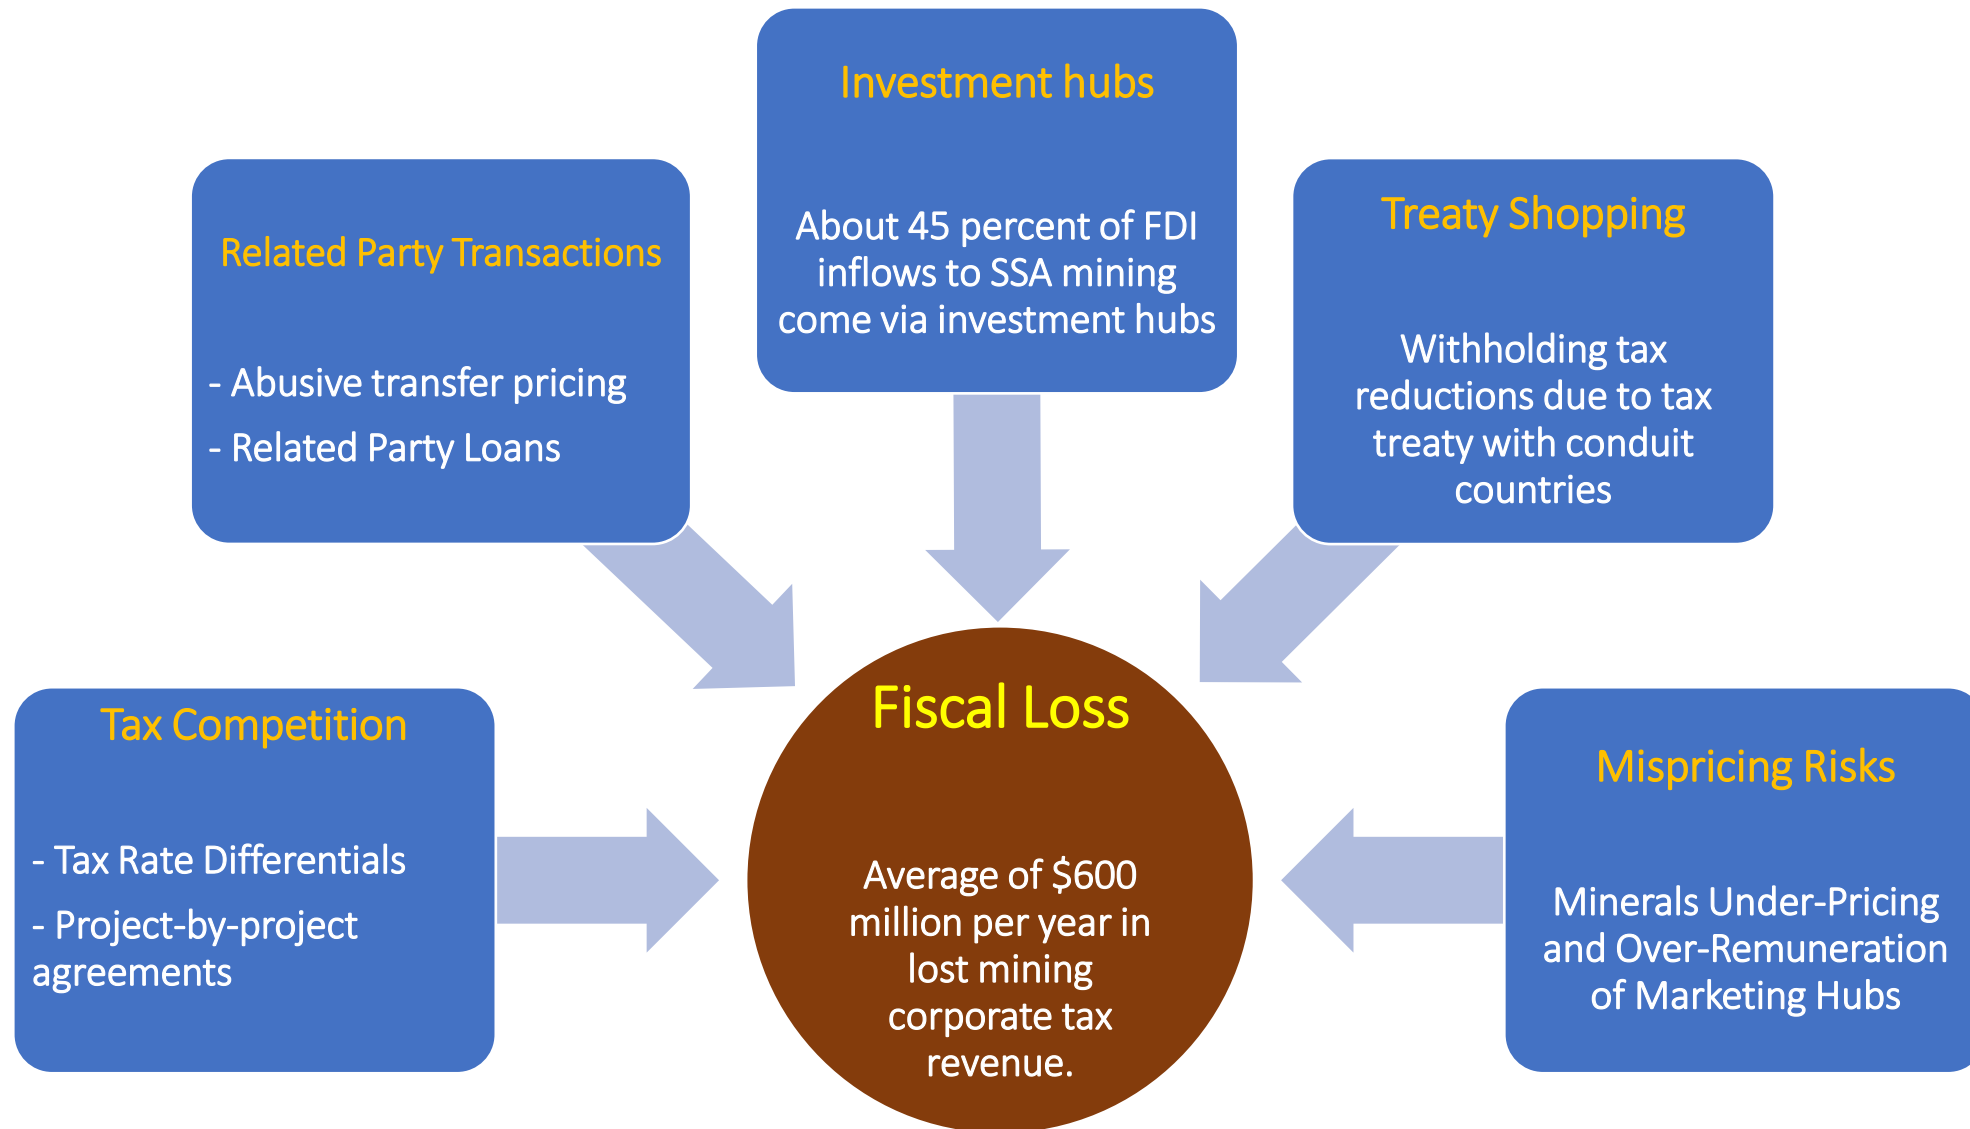 Investment hubs
About 45 percent of FDI
inflows to SSA mining
come via investment hubs
Related Party Transactions
- Abusive transfer pricing
- Related Party Loans
Treaty Shopping
Withholding tax
reductions due to tax
treaty with conduit
countries
Tax Competition
- Tax Rate Differentials
- Project-by-project
agreements
Fiscal Loss
Average of $600
million per year in
lost mining
corporate tax
revenue.
Mispricing Risks
Minerals Under-Pricing
and Over-Remuneration
of Marketing Hubs